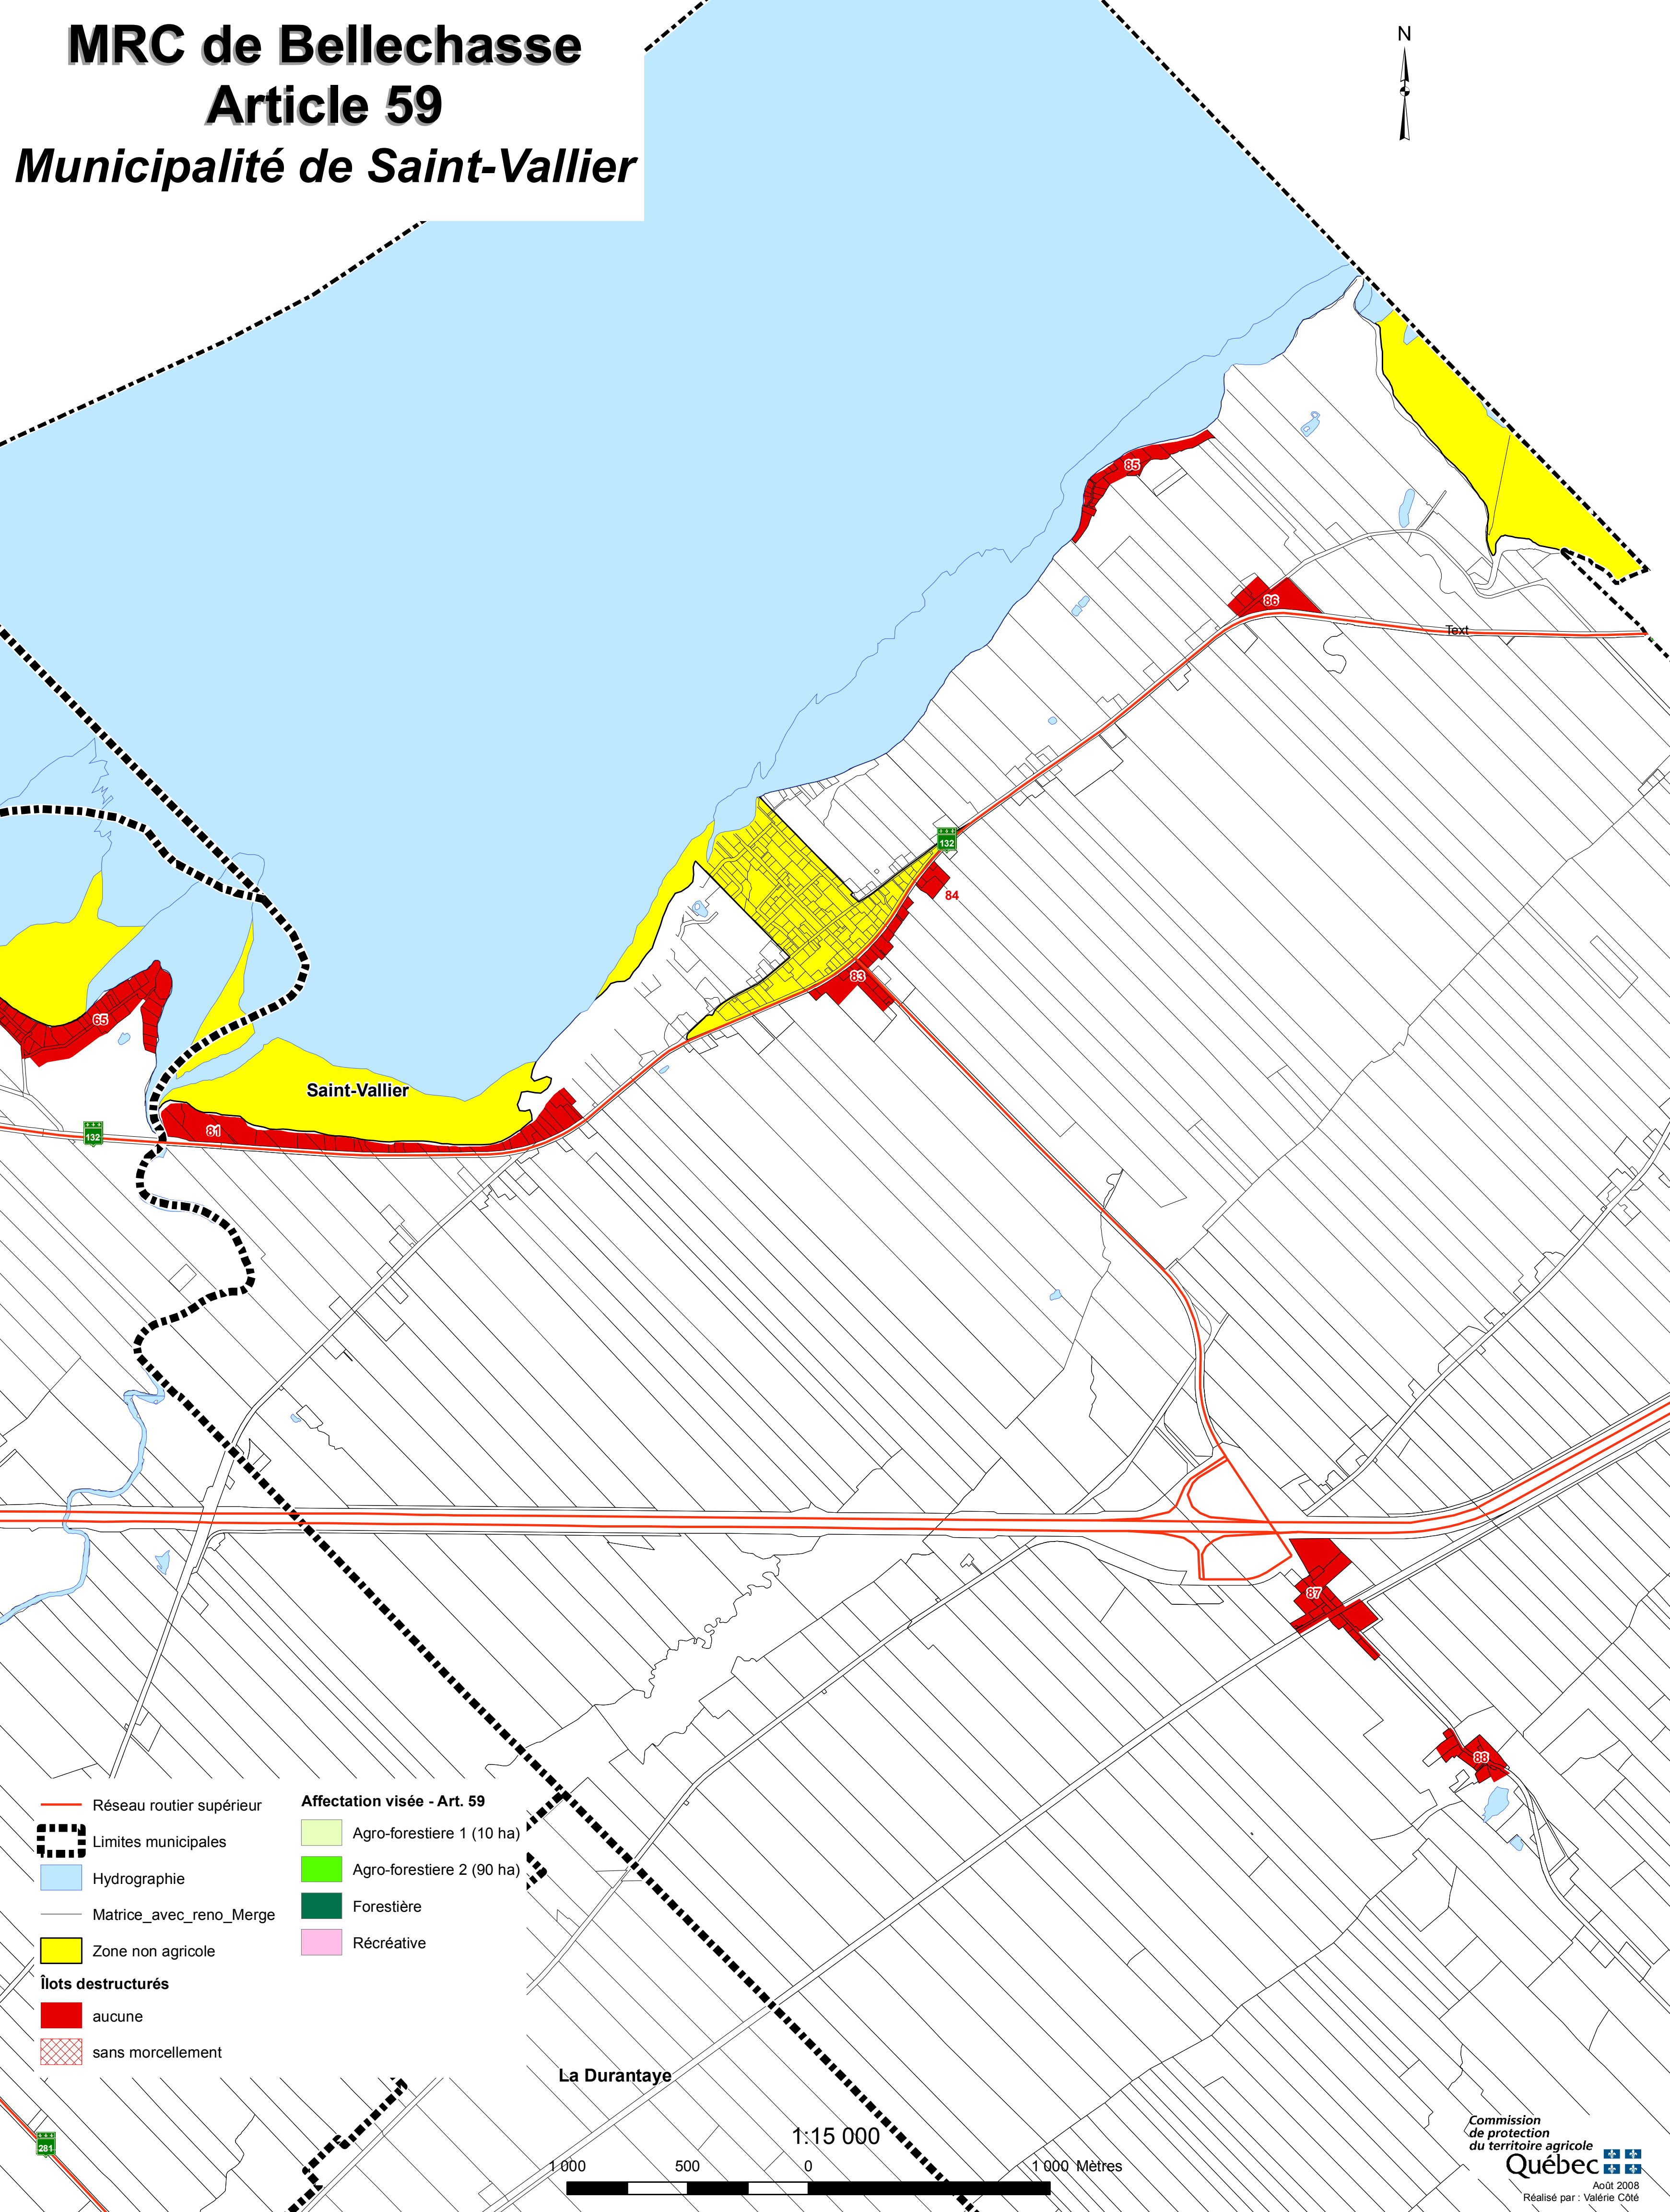 MRC de Bellechasse
Article 59
Municipalité de Saint-Vallier
N
85
86
Text
132
84
83
65
Saint-Vallier
81
132
87
88
Réseau routier supérieur
Limites municipales
Hydrographie
Matrice_avec_reno_Merge
Zone non agricole
Îlots destructurés
aucune
sans morcellement
Affectation visée - Art. 59
Agro-forestiere 1 (10 ha)
Agro-forestiere 2 (90 ha)
Forestière
Récréative
La Durantaye
281
1:15 000
1 000 500 0 1 000 Mètres
Commission
de protection
du territoire agricole
Québec
Août 2008
Réalisé par : Valérie Côté